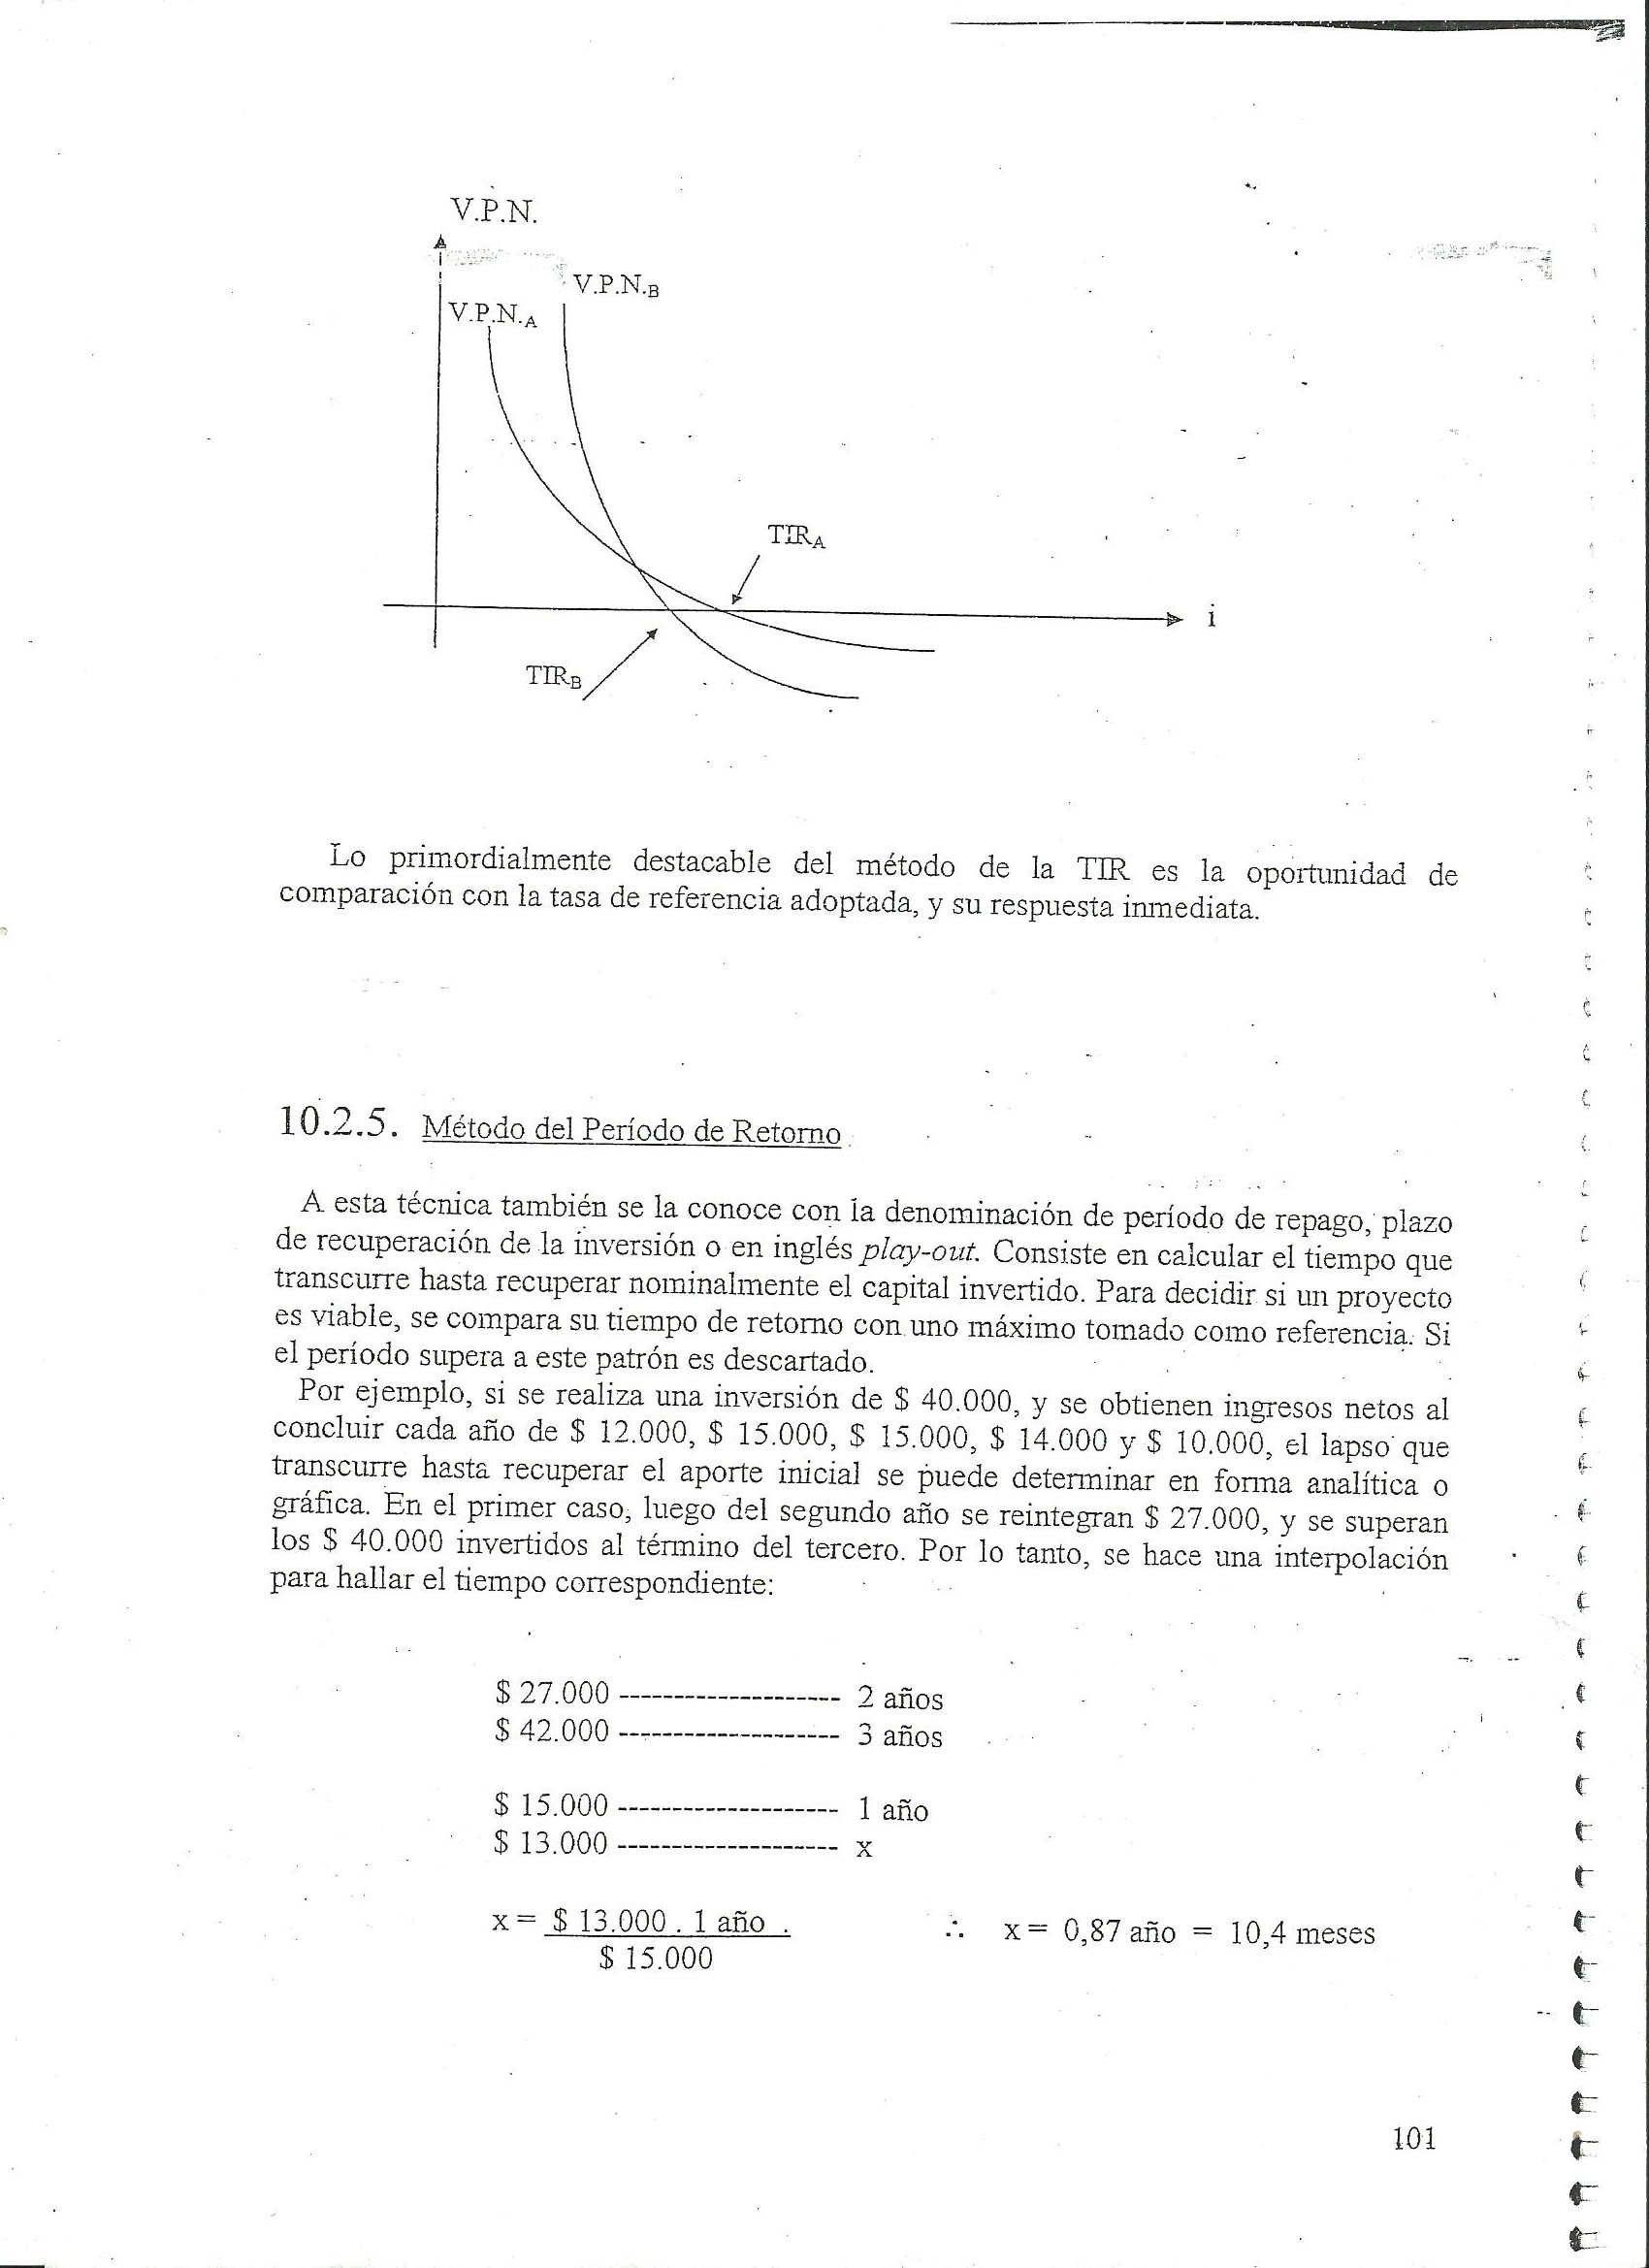 V.P.N.
V.P.N.B
V.P.N.A
TIRA
i
TIRB
Lo primordialmente destacable del método de la TIR es la oportunidad de
comparación con la tasa de referencia adoptada, y su respuesta inmediata.
10.2.5. Método del Período de Retorno
A esta técnica también se la conoce con la denominación de período de repago, plazo
de recuperación de la inversión o en inglés play-out. Consiste en calcular el tiempo que
transcurre hasta recuperar nominalmente el capital invertido. Para decidir si un proyecto
es viable, se compara su tiempo de retorno con uno máximo tomado como referencia. Si
el período supera a este patrón es descartado.
Por ejemplo, si se realiza una inversión de $ 40.000, y se obtienen ingresos netos al
concluir cada año de $ 12.000, $ 15.000, $ 15.000, $ 14.000 y $ 10.000, el lapso que
transcurre hasta recuperar el aporte inicial se puede determinar en forma analítica o
gráfica. En el primer caso, luego del segundo año se reintegran $ 27.000, y se superan
los $ 40.000 invertidos al término del tercero. Por lo tanto, se hace una interpolación
para hallar el tiempo correspondiente:
$ 27.000 --------------------- 2 años
$ 42.000 --------------------- 3 años
$ 15.000 --------------------- 1 año
$ 13.000 --------------------- x
x = $ 13.000 . 1 año . ∴ x = 0,87 año = 10,4 meses
$ 15.000
101